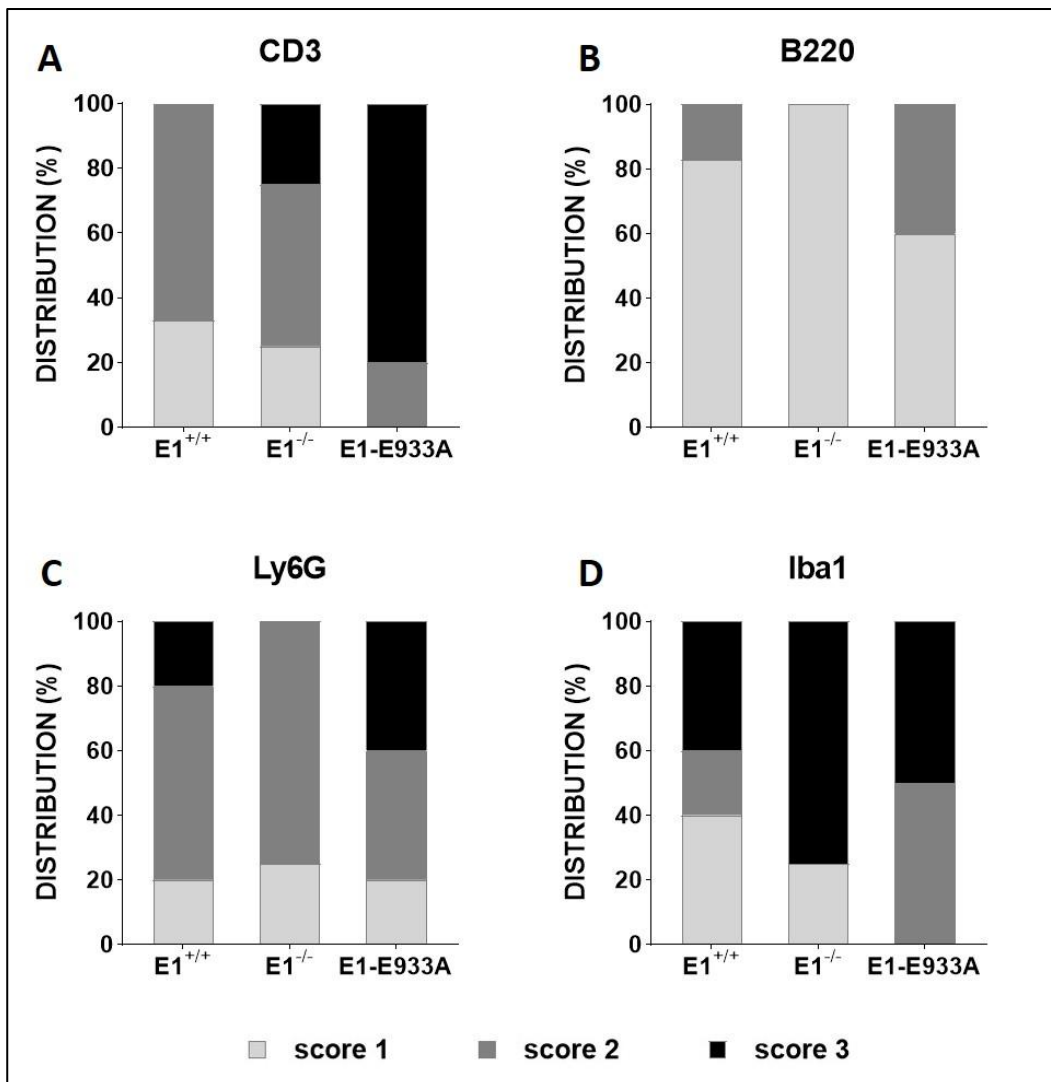 A
CD3
DISTRIBUTION (%)
100
80
60
40
20
0
E1+/+ E1-/- E1-E933A
B
B220
DISTRIBUTION (%)
100
80
60
40
20
0
E1+/+ E1-/- E1-E933A
C
Ly6G
DISTRIBUTION (%)
100
80
60
40
20
0
E1+/+ E1-/- E1-E933A
D
Iba1
DISTRIBUTION (%)
100
80
60
40
20
0
E1+/+ E1-/- E1-E933A
score 1 score 2 score 3